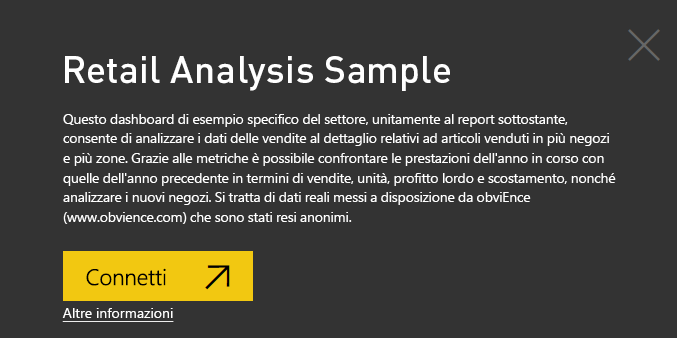 Retail Analysis Sample
Questo dashboard di esempio specifico del settore, unitamente al report sottostante,
consente di analizzare i dati delle vendite al dettaglio relativi ad articoli venduti in più negozi
e più zone. Grazie alle metriche è possibile confrontare le prestazioni dell'anno in corso con
quelle dell'anno precedente in termini di vendite, unità, profitto lordo e scostamento, nonché
analizzare i nuovi negozi. Si tratta di dati reali messi a disposizione da obviEnce
(www.obvience.com) che sono stati resi anonimi.
Connetti
Altre informazioni